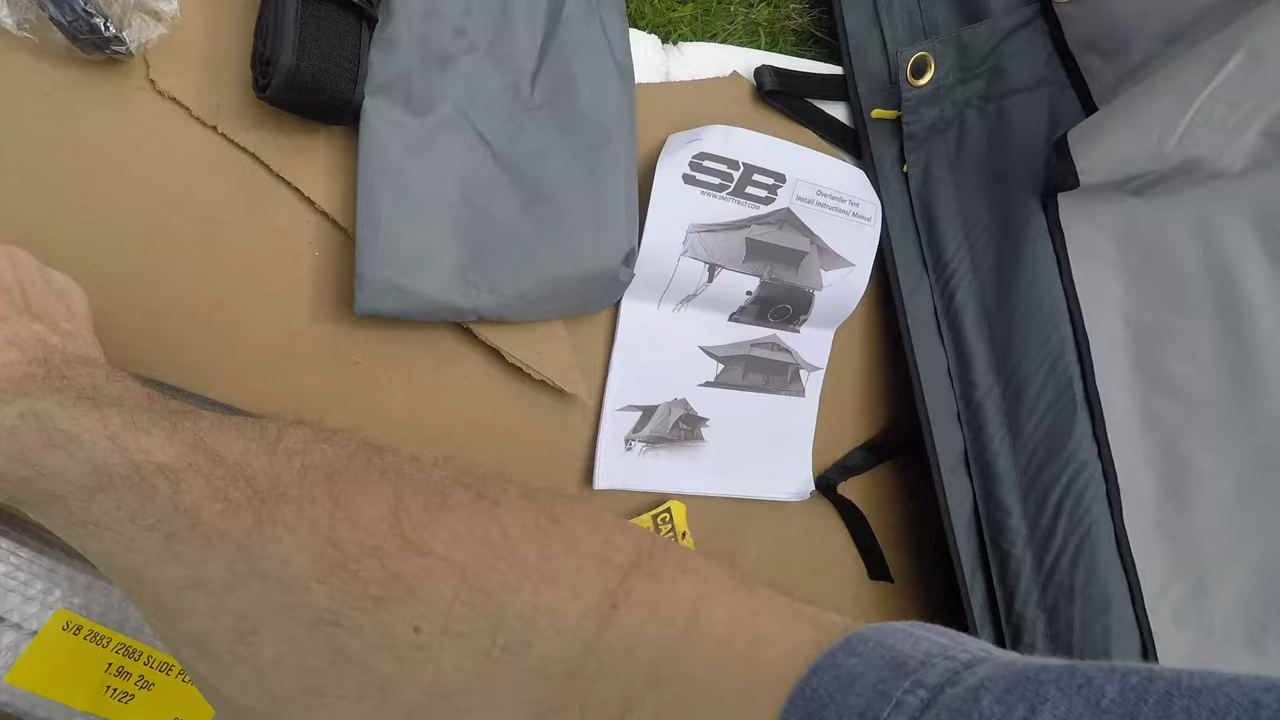 SB
WWW.SMITTYBILT.COM
Overlander Tent
Install Instructions/ Manual
S/B 2883 /2683 SLIDE
1.9m 2pc
11/22